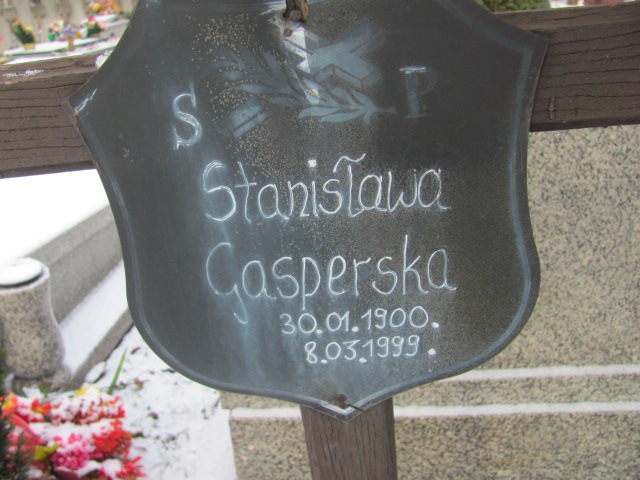 S P
Stanisława
Gasperska
30.01.1900.
8.03.1999.